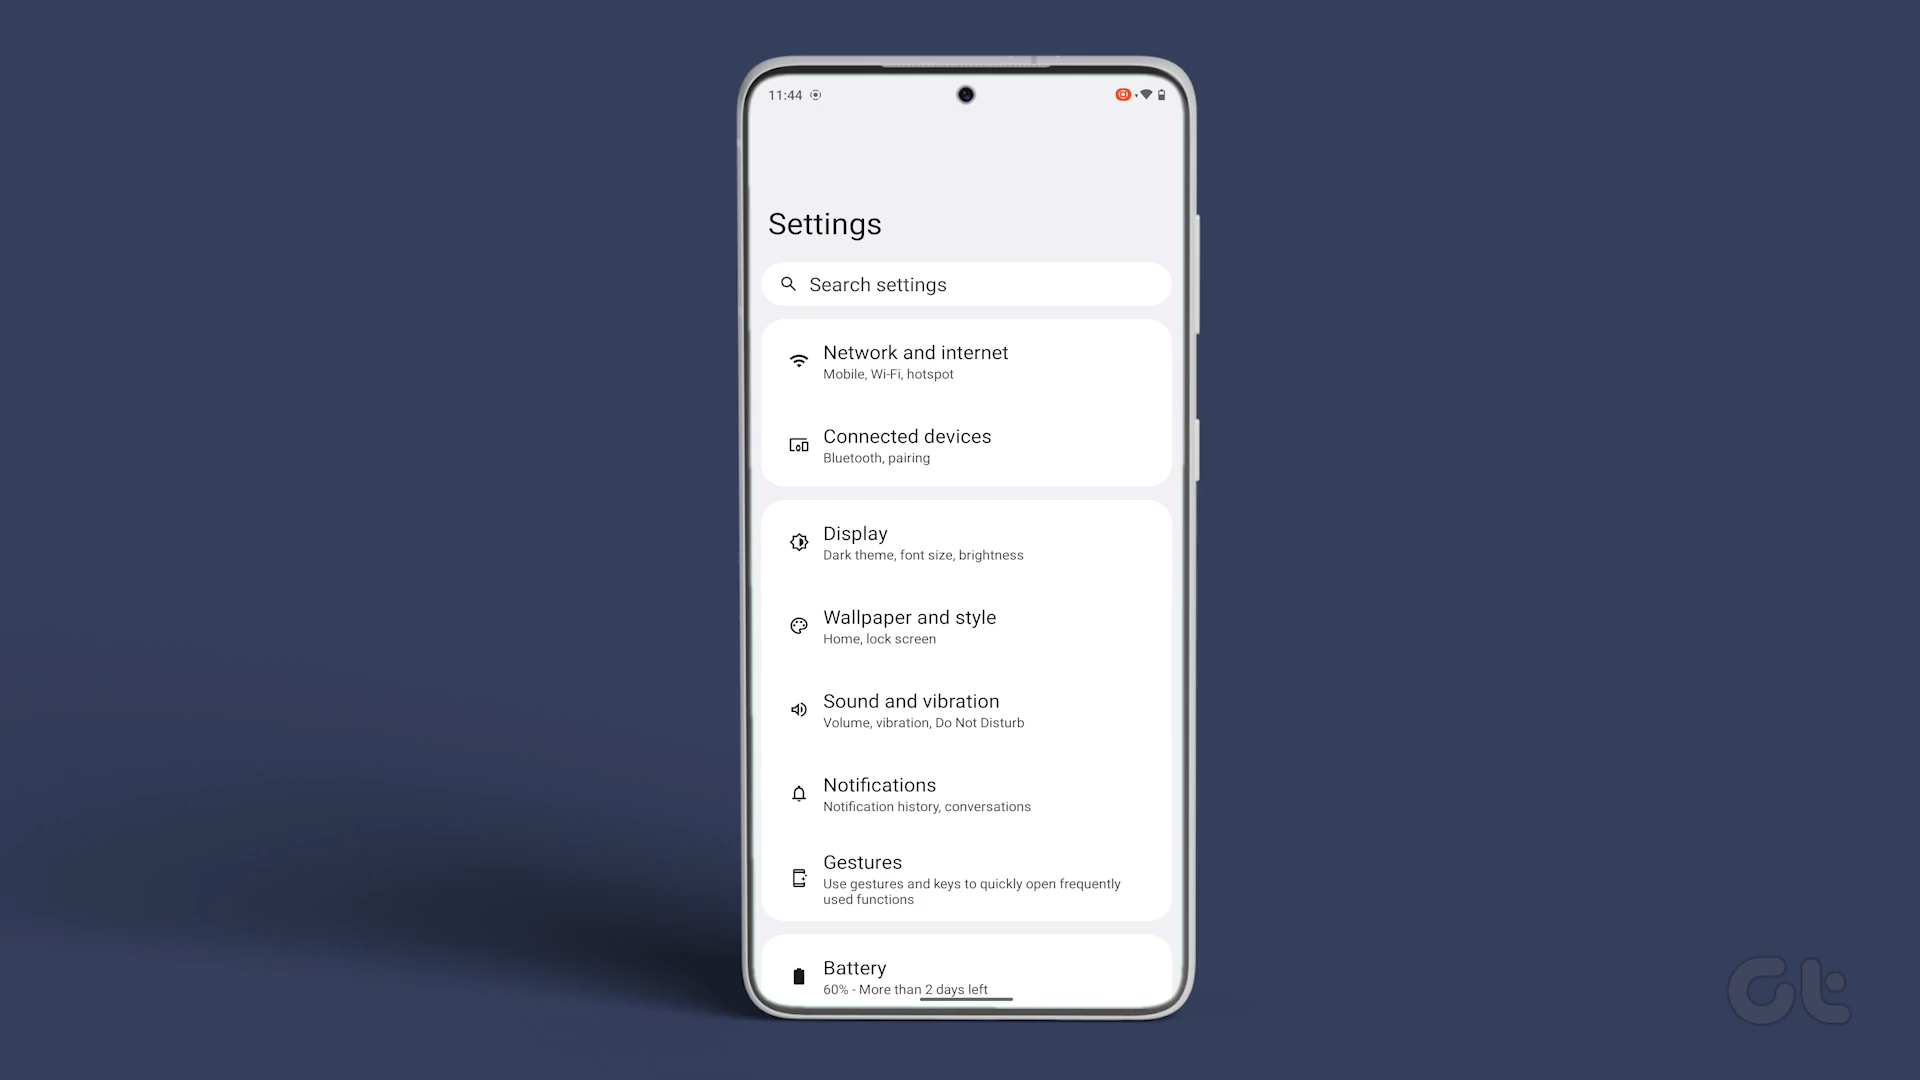 11:44
Settings
Search settings
Network and internet
Mobile, Wi-Fi, hotspot
Connected devices
Bluetooth, pairing
Display
Dark theme, font size, brightness
Wallpaper and style
Home, lock screen
Sound and vibration
Volume, vibration, Do Not Disturb
Notifications
Notification history, conversations
Gestures
Use gestures and keys to quickly open frequently
used functions
Battery
60% - More than 2 days left
Gt